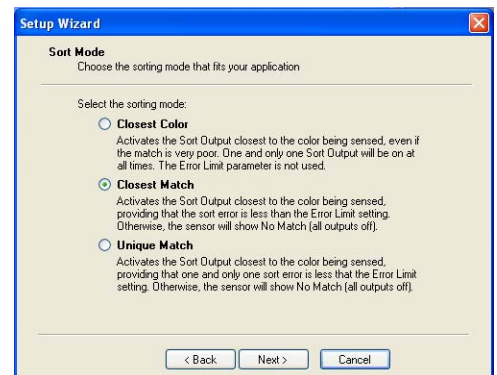 Setup Wizard
Sort Mode
Choose the sorting mode that fits your application
Select the sorting mode:
Closest Color
Activates the Sort Output closest to the color being sensed, even if
the match is very poor. One and only one Sort Output will be on at
all times. The Error Limit parameter is not used.
Closest Match
Activates the Sort Output closest to the color being sensed,
providing that the sort error is less than the Error Limit setting.
Otherwise, the sensor will show No Match (all outputs off).
Unique Match
Activates the Sort Output closest to the color being sensed,
providing that one and only one sort error is less that the Error Limit
setting. Otherwise, the sensor will show No Match (all outputs off).
< Back Next > Cancel